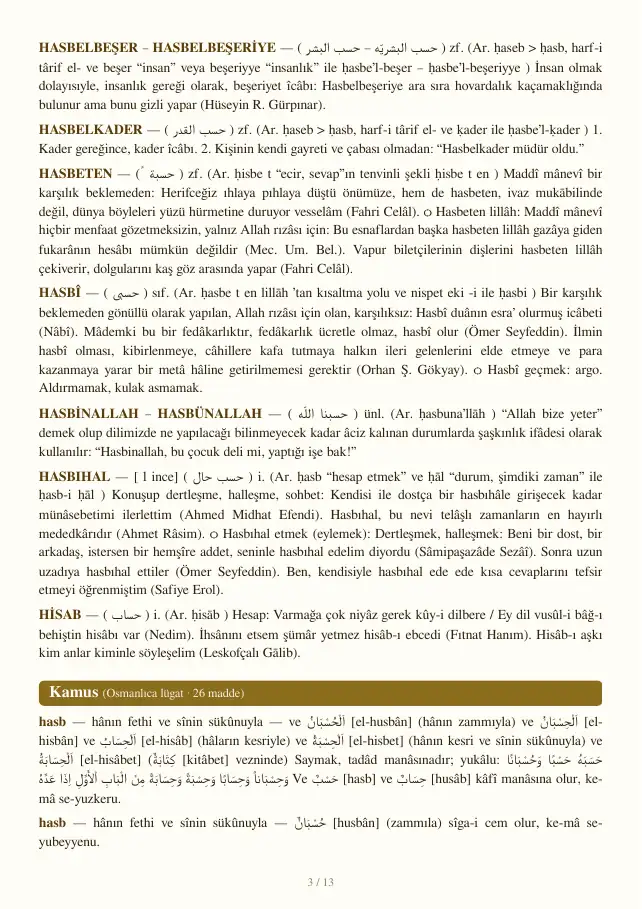 HASBELBEŞER – HASBELBEŞERİYE — ( حسب البشريّه – حسب البشر ) zf. (Ar. ḥaseb > ḥasb, harf-i
târif el- ve beşer “insan” veya beşeriyye “insanlık” ile ḥasbe’l-beşer – ḥasbe’l-beşeriyye ) İnsan olmak
dolayısıyle, insanlık gereği olarak, beşeriyet îcâbı: Hasbelbeşeriye ara sıra hovardalık kaçamaklığında
bulunur ama bunu gizli yapar (Hüseyin R. Gürpınar).
HASBELKADER — ( حسب القدر ) zf. (Ar. ḥaseb > ḥasb, harf-i târif el- ve ḳader ile ḥasbe’l-ḳader ) 1.
Kader gereğince, kader îcâbı. 2. Kişinin kendi gayreti ve çabası olmadan: “Hasbelkader müdür oldu.”
HASBETEN — ( حسبة ً ) zf. (Ar. ḥisbe t “ecir, sevap”ın tenvinli şekli ḥisbe t en ) Maddî mânevî bir
karşılık beklemeden: Herifceğiz ıhlaya pıhlaya düştü önümüze, hem de hasbeten, ivaz mukābilinde
değil, dünya böyleleri yüzü hürmetine duruyor vesselâm (Fahri Celâl). ѻ Hasbeten lillâh: Maddî mânevî
hiçbir menfaat gözetmeksizin, yalnız Allah rızâsı için: Bu esnaflardan başka hasbeten lillâh gazâya giden
fukarânın hesâbı mümkün değildir (Mec. Um. Bel.). Vapur biletçilerinin dişlerini hasbeten lillâh
çekiverir, dolgularını kaş göz arasında yapar (Fahri Celâl).
HASBÎ — ( حسبى ) sıf. (Ar. ḥasbe t en lillāh ’tan kısaltma yolu ve nispet eki -і ile ḥasbi ) Bir karşılık
beklemeden gönüllü olarak yapılan, Allah rızâsı için olan, karşılıksız: Hasbî duânın esra’ olurmuş icâbeti
(Nâbî). Mâdemki bu bir fedâkarlıktır, fedâkarlık ücretle olmaz, hasbî olur (Ömer Seyfeddin). İlmin
hasbî olması, kibirlenmeye, câhillere kafa tutmaya halkın ileri gelenlerini elde etmeye ve para
kazanmaya yarar bir metâ hâline getirilmemesi gerektir (Orhan Ş. Gökyay). ѻ Hasbî geçmek: argo.
Aldırmamak, kulak asmamak.
HASBİNALLAH – HASBÜNALLAH — ( حسبنا اللّه ) ünl. (Ar. ḥasbuna’llāh ) “Allah bize yeter”
demek olup dilimizde ne yapılacağı bilinmeyecek kadar âciz kalınan durumlarda şaşkınlık ifâdesi olarak
kullanılır: “Hasbinallah, bu çocuk deli mi, yaptığı işe bak!”
HASBIHAL — [ l ince] ( حسب حال ) i. (Ar. ḥasb “hesap etmek” ve ḥāl “durum, şimdiki zaman” ile
ḥasb-i ḥāl ) Konuşup dertleşme, halleşme, sohbet: Kendisi ile dostça bir hasbıhâle girişecek kadar
münâsebetimi ilerlettim (Ahmed Midhat Efendi). Hasbıhal, bu nevi telâşlı zamanların en hayırlı
mededkârıdır (Ahmet Râsim). ѻ Hasbıhal etmek (eylemek): Dertleşmek, halleşmek: Beni bir dost, bir
arkadaş, istersen bir hemşîre addet, seninle hasbıhal edelim diyordu (Sâmipaşazâde Sezâî). Sonra uzun
uzadıya hasbıhal ettiler (Ömer Seyfeddin). Ben, kendisiyle hasbıhal ede ede kısa cevaplarını tefsir
etmeyi öğrenmiştim (Safiye Erol).
HİSAB — ( حساب ) i. (Ar. ḥisāb ) Hesap: Varmağa çok niyâz gerek kûy-i dilbere / Ey dil vusûl-i bâğ-ı
behiştin hisâbı var (Nedim). İhsânını etsem şümâr yetmez hisâb-ı ebcedi (Fıtnat Hanım). Hisâb-ı aşkı
kim anlar kiminle söyleşelim (Leskofçalı Gālib).
Kamus (Osmanlıca lügat · 26 madde)
hasb — hânın fethi ve sînin sükûnuyla — ve اَلْحُسْبَانُ [el-husbân] (hânın zammıyla) ve اَلْحِسْبَانُ [el-
hisbân] ve اَلْحِسَابُ [el-hisâb] (hâların kesriyle) ve اَلْحِسْبَةُ [el-hisbet] (hânın kesri ve sînin sükûnuyla) ve
اَلْحِسَابَةُ [el-hisâbet] (كِتَابَةٌ [kitâbet] vezninde) Saymak, tadâd manâsınadır; yukâlu: حَسَبَهُ حَسْبًا وَحُسْبَانًا
وَحِسْبَاناً وَحِسَابًا وَحِسْبَةً وَحِسَابَةً مِنَ الْبَابِ اْلأَوَّلِ اِذَا عَدَّهُ Ve حَسْبٌ [hasb] ve حِسَابٌ [husâb] kâfî manâsına olur, ke-
mâ se-yuzkeru.
hasb — hânın fethi ve sînin sükûnuyla — حُسْبَانٌ [husbân] (zammıla) sîga-i cem olur, ke-mâ se-
yubeyyenu.
3 / 13